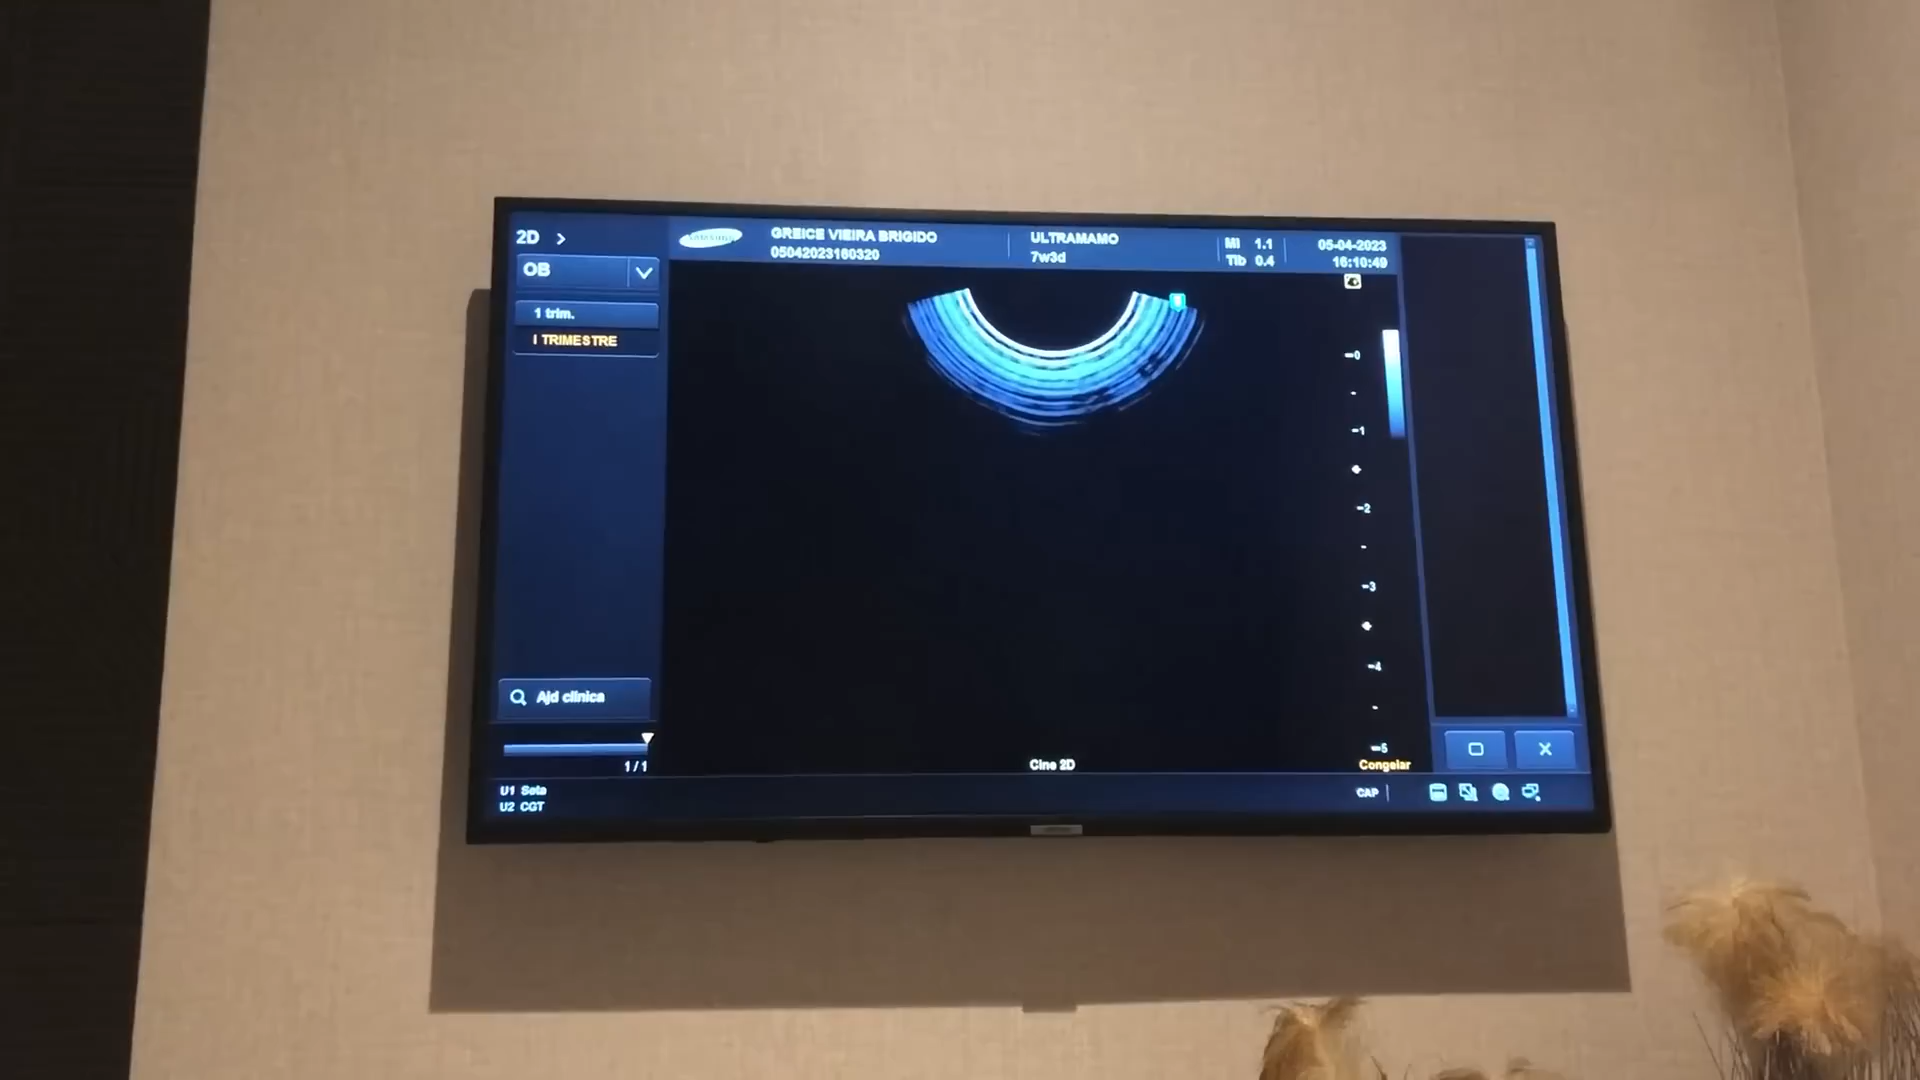 2D >
OB
1 trim.
I TRIMESTRE
SAMSUNG
GREICE VIEIRA BRIGIDO
05042023160320
ULTRAMAMO
7w3d
MI 1.1
TIb 0.4
05-04-2023
16:10:49
0
1
2
3
4
5
Ajd clínica
1/1
Cine 2D
Congelar
U1 Seta
U2 CGT
CAP